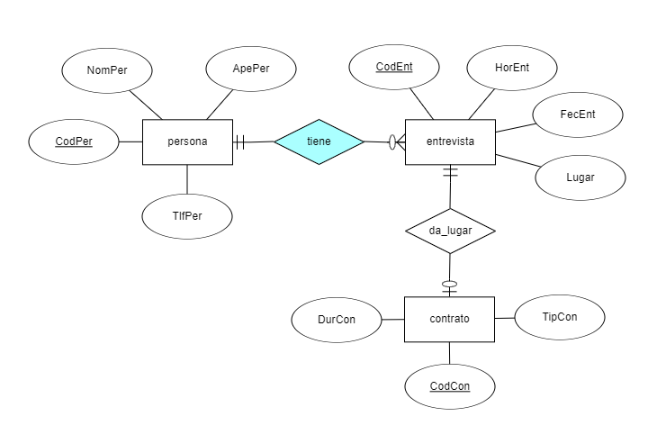 CodEnt
HorEnt
NomPer
ApePer
FecEnt
CodPer
persona
tiene
entrevista
Lugar
TlfPer
da_lugar
DurCon
contrato
TipCon
CodCon